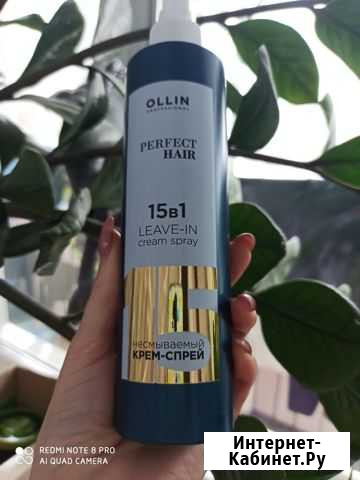 OLLIN
PROFESSIONAL
PERFECT
HAIR
15в1
LEAVE-IN
cream spray
несмываемый
КРЕМ-СПРЕЙ
REDMI NOTE 8 PRO
AI QUAD CAMERA
Интернет-
Кабинет.Ру